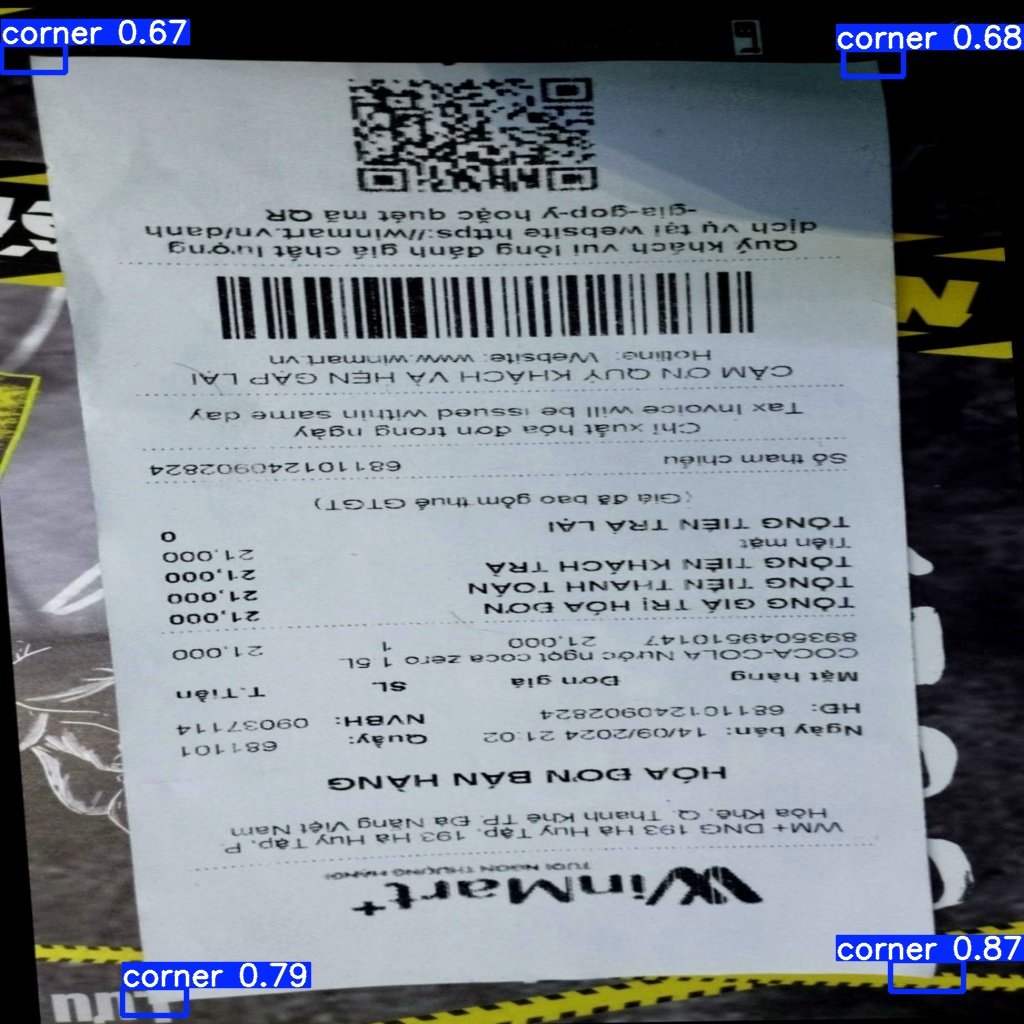 WinMart+
TƯƠI NGON THƯỢNG HẠNG!
WM+ DNG 193 Hà Huy Tập, 193 Hà Huy Tập, P.
Hòa Khê, Q. Thanh Khê TP. Đà Nẵng Việt Nam
HÓA ĐƠN BÁN HÀNG
Ngày bán: 14/09/2024 21:02 Quầy: 681101
HĐ: 681101240902824 NVBH: 09037114
Mặt hàng Đơn giá SL T.Tiền
COCA-COLA Nước ngọt coca zero 1.5L
8935049510147 21,000 1 21,000
TỔNG GIÁ TRỊ HÓA ĐƠN 21,000
TỔNG TIỀN THANH TOÁN 21,000
TỔNG TIỀN KHÁCH TRẢ 21,000
Tiền mặt 21,000
TỔNG TIỀN TRẢ LẠI 0
(Giá đã bao gồm thuế GTGT)
Số tham chiếu 681101240902824
Chỉ xuất hóa đơn trong ngày
Tax Invoice will be issued within same day
CẢM ƠN QUÝ KHÁCH VÀ HẸN GẶP LẠI
Hotline: Website: www.winmart.vn
Quý khách vui lòng đánh giá chất lượng
dịch vụ tại website https://winmart.vn/danh
-gia-gop-y hoặc quét mã QR
corner 0.67
corner 0.68
corner 0.79
corner 0.87